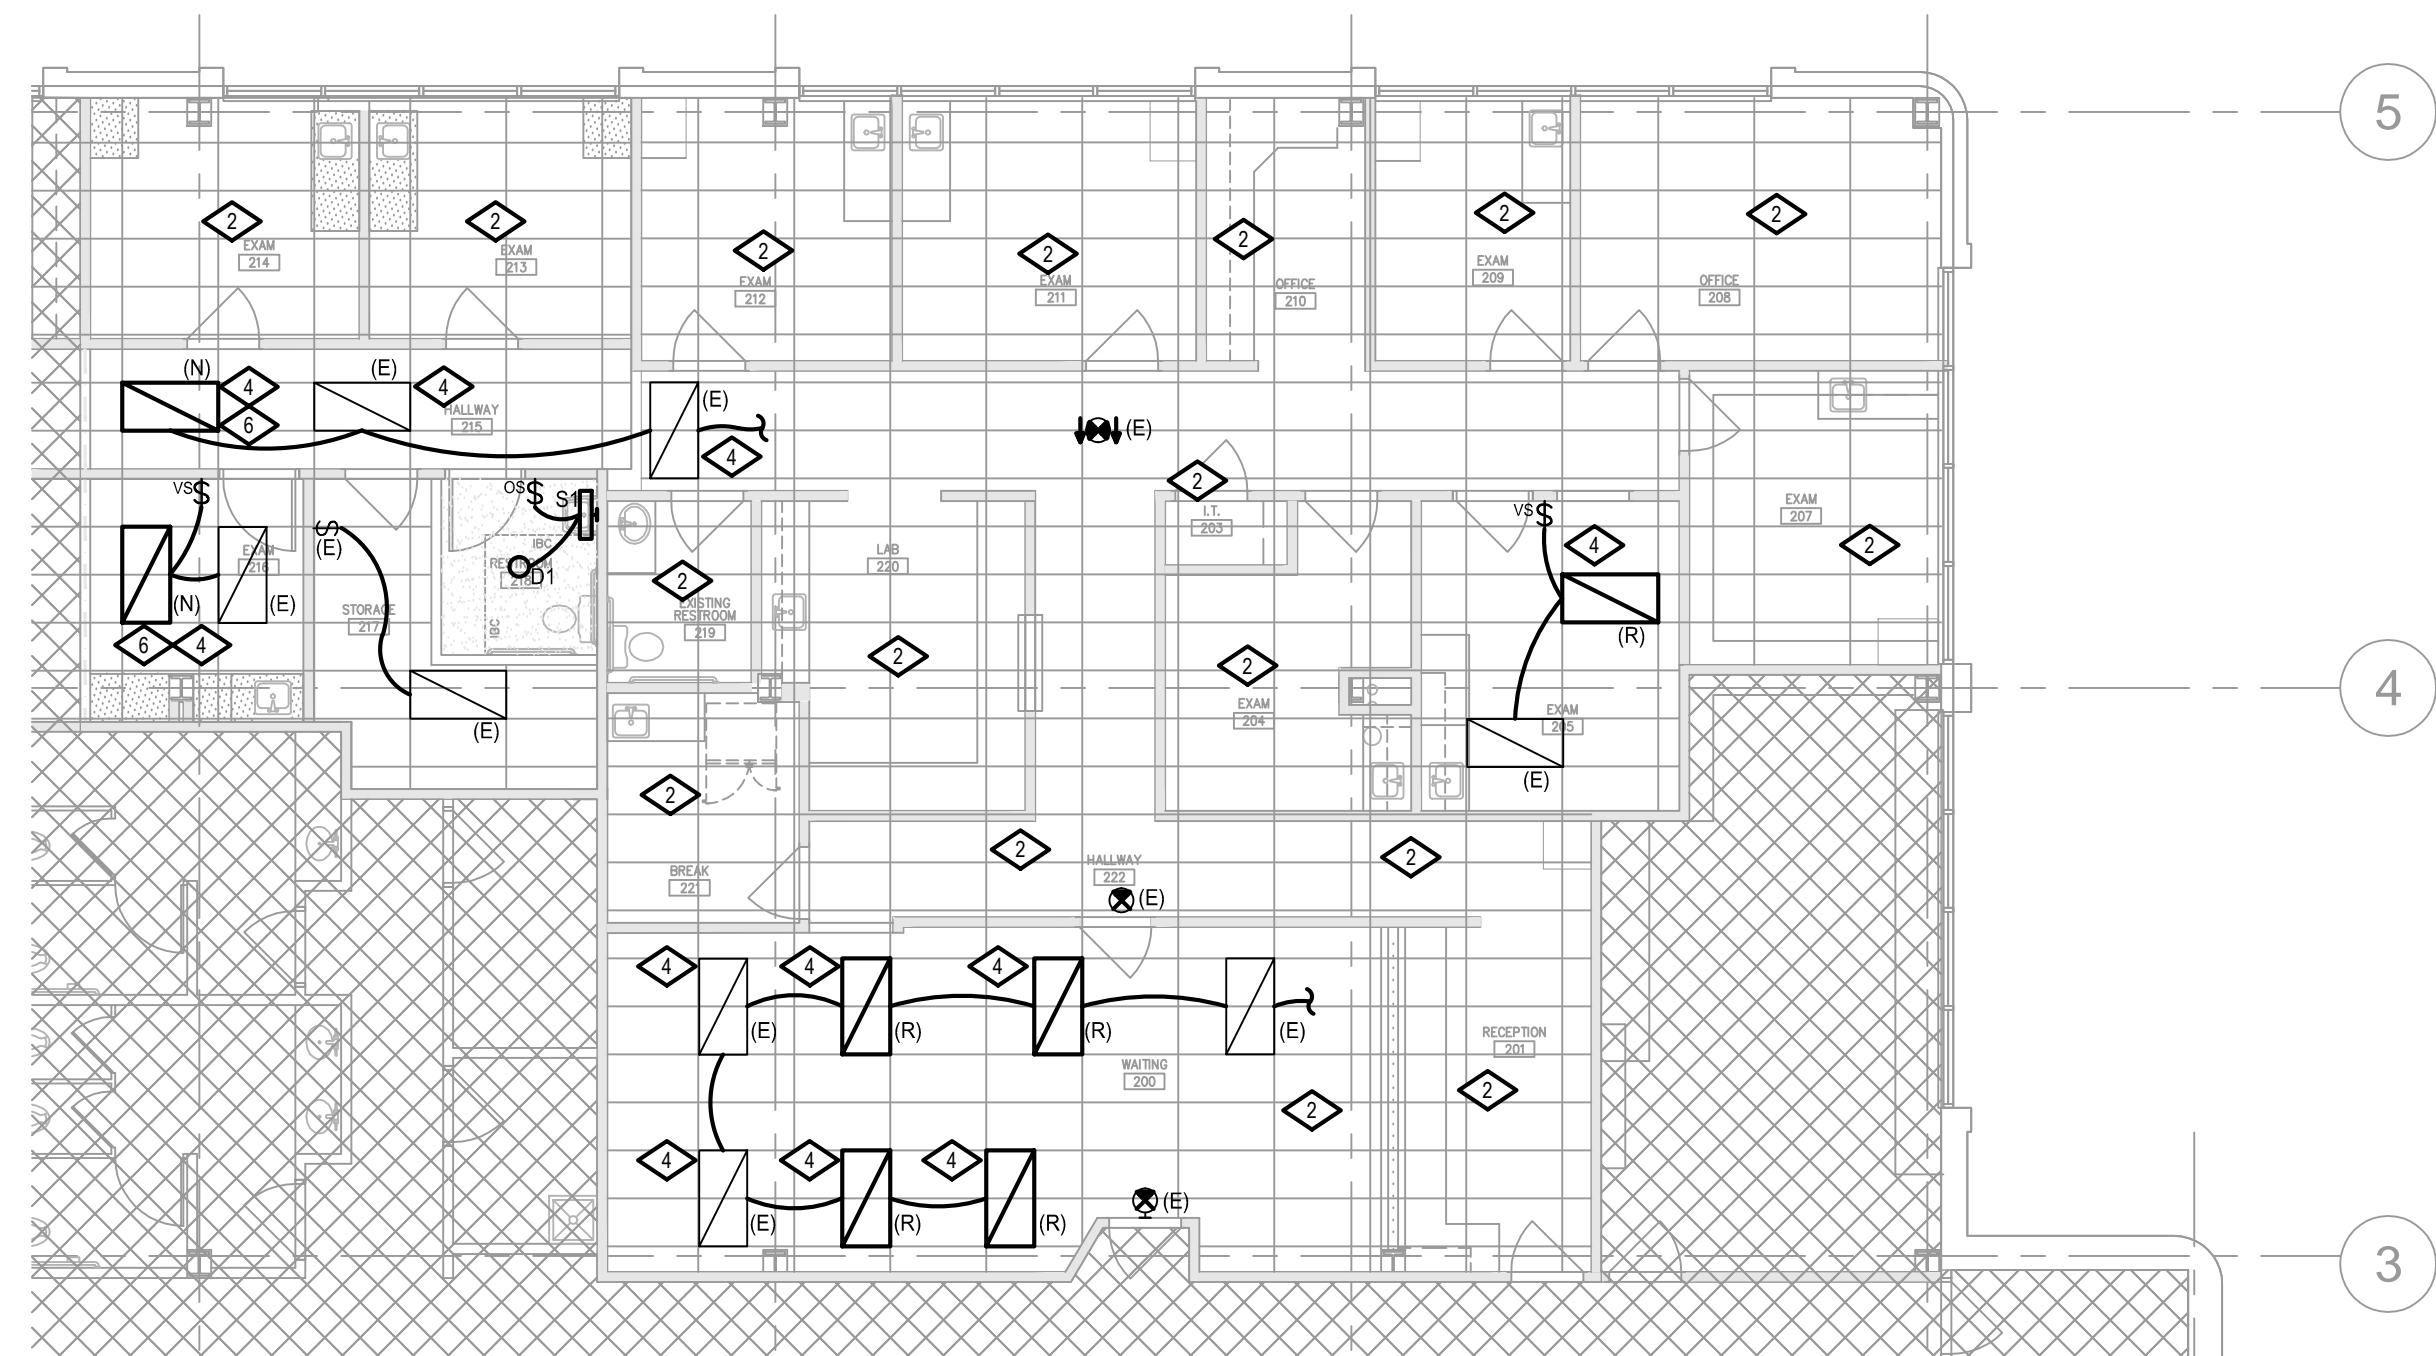 5
2
2
2
2
2
2
2
EXAM
214
EXAM
213
EXAM
212
EXAM
211
OFFICE
210
EXAM
209
OFFICE
208
(N)
4
6
(E)
4
HALLWAY
215
(E)
4
(E)
2
I.T.
203
VS$
O$$
S1
VS$
4
EXAM
207
2
(E)
EXAM
216
IBC
RESTROOM
218
D1
LAB
220
2
EXISTING
RESTROOM
219
(N)
(E)
STORAGE
217
IBC
6
4
2
2
(R)
4
(E)
EXAM
204
EXAM
205
(E)
2
2
HALLWAY
222
2
BREAK
221
(E)
4
4
4
(E)
(R)
(R)
(E)
RECEPTION
201
WAITING
200
2
2
4
4
4
(E)
(R)
(R)
(E)
3